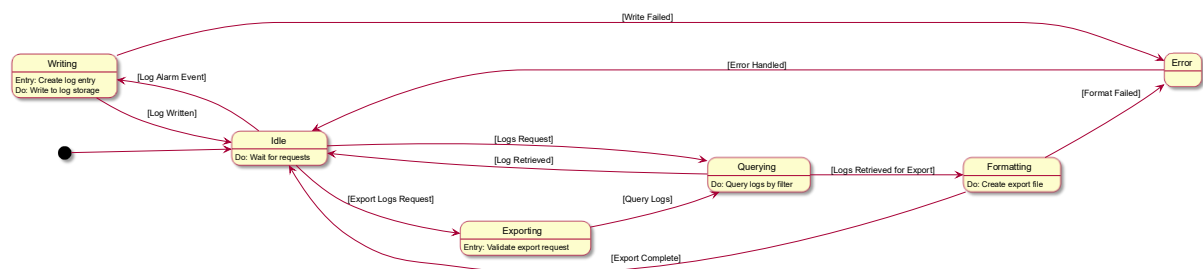 [Write Failed]
Writing
Entry: Create log entry
Do: Write to log storage
[Log Alarm Event]
[Error Handled]
Error
[Format Failed]
[Log Written]
Idle
Do: Wait for requests
[Logs Request]
[Log Retrieved]
Querying
Do: Query logs by filter
[Logs Retrieved for Export]
Formatting
Do: Create export file
[Export Logs Request]
[Query Logs]
Exporting
Entry: Validate export request
[Export Complete]